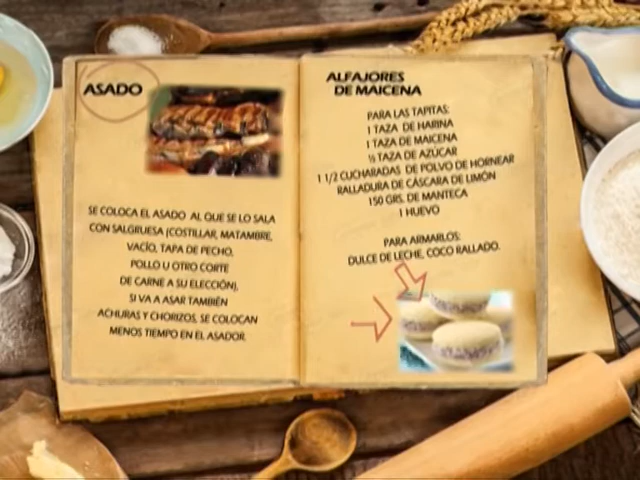 ASADO
SE COLOCA EL ASADO AL QUE SE LO SALA
CON SALGRUESA (COSTILLAR, MATAMBRE,
VACÍO, TAPA DE PECHO,
POLLO U OTRO CORTE
DE CARNE A SU ELECCIÓN),
SI VA A ASAR TAMBIÉN
ACHURAS Y CHORIZOS, SE COLOCAN
MENOS TIEMPO EN EL ASADOR.
ALFAJORES
DE MAICENA
PARA LAS TAPITAS:
1 TAZA DE HARINA
1 TAZA DE MAICENA
½ TAZA DE AZÚCAR
1 1/2 CUCHARADAS DE POLVO DE HORNEAR
RALLADURA DE CÁSCARA DE LIMÓN
150 GRS. DE MANTECA
1 HUEVO
PARA ARMARLOS:
DULCE DE LECHE, COCO RALLADO.